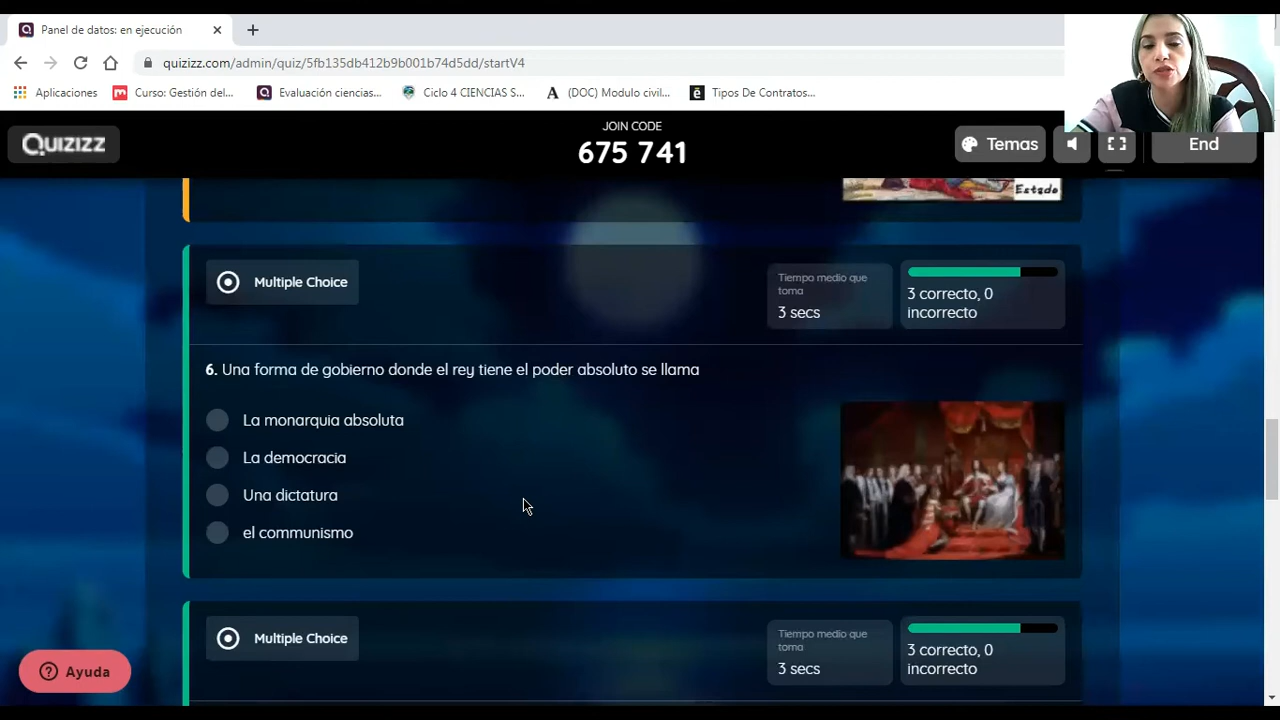 Panel de datos: en ejecución
quizizz.com/admin/quiz/5fb135db412b9b001b74d5dd/startV4
Aplicaciones
Curso: Gestión del...
Evaluación ciencias...
Ciclo 4 CIENCIAS S...
(DOC) Modulo civil...
Tipos De Contratos...
Quizizz
JOIN CODE
675 741
Temas
End
Estado
Multiple Choice
Tiempo medio que
toma
3 secs
3 correcto, 0
incorrecto
6. Una forma de gobierno donde el rey tiene el poder absoluto se llama
La monarquia absoluta
La democracia
Una dictatura
el communismo
Multiple Choice
Tiempo medio que
toma
3 secs
3 correcto, 0
incorrecto
Ayuda